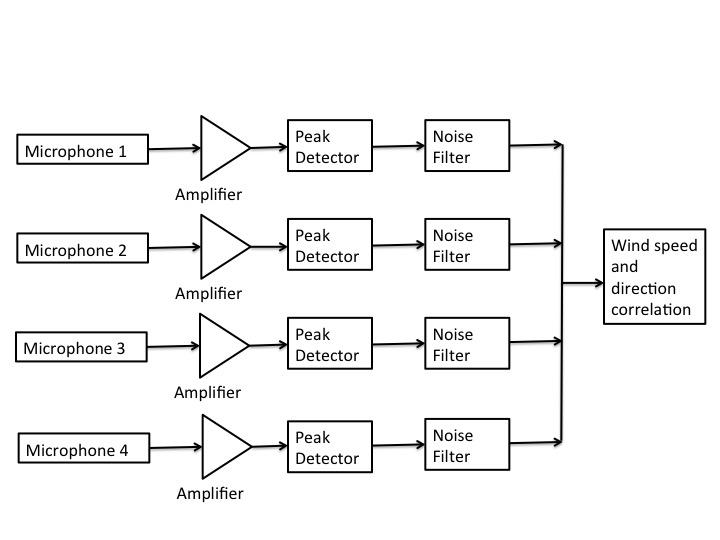 Microphone 1
Amplifier
Peak
Detector
Noise
Filter
Microphone 2
Amplifier
Peak
Detector
Noise
Filter
Microphone 3
Amplifier
Peak
Detector
Noise
Filter
Microphone 4
Amplifier
Peak
Detector
Noise
Filter
Wind speed
and
direction
correlation